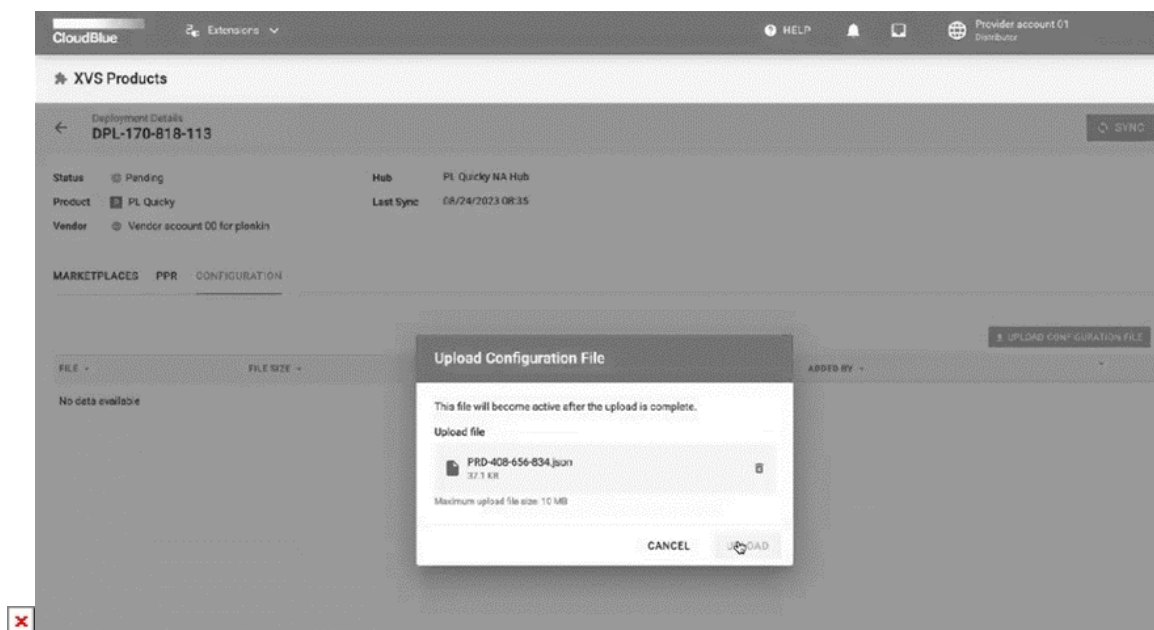 CloudBlue
Extensions
HELP
Provider account 01
Distributor
XVS Products
Deployment Details
DPL-170-818-113
SYNC
Status Pending
Hub PL Quicky NA Hub
Product PL Quicky
Last Sync 08/24/2023 08:35
Vendor Vendor account 00 for plenkin
MARKETPLACES PPR CONFIGURATION
UPLOAD CONFIGURATION FILE
FILE FILE SIZE ADDED BY
No data available
Upload Configuration File
This file will become active after the upload is complete.
Upload file
PRD-408-656-834.json
37.1 KB
Maximum upload file size: 10 MB
CANCEL UPLOAD